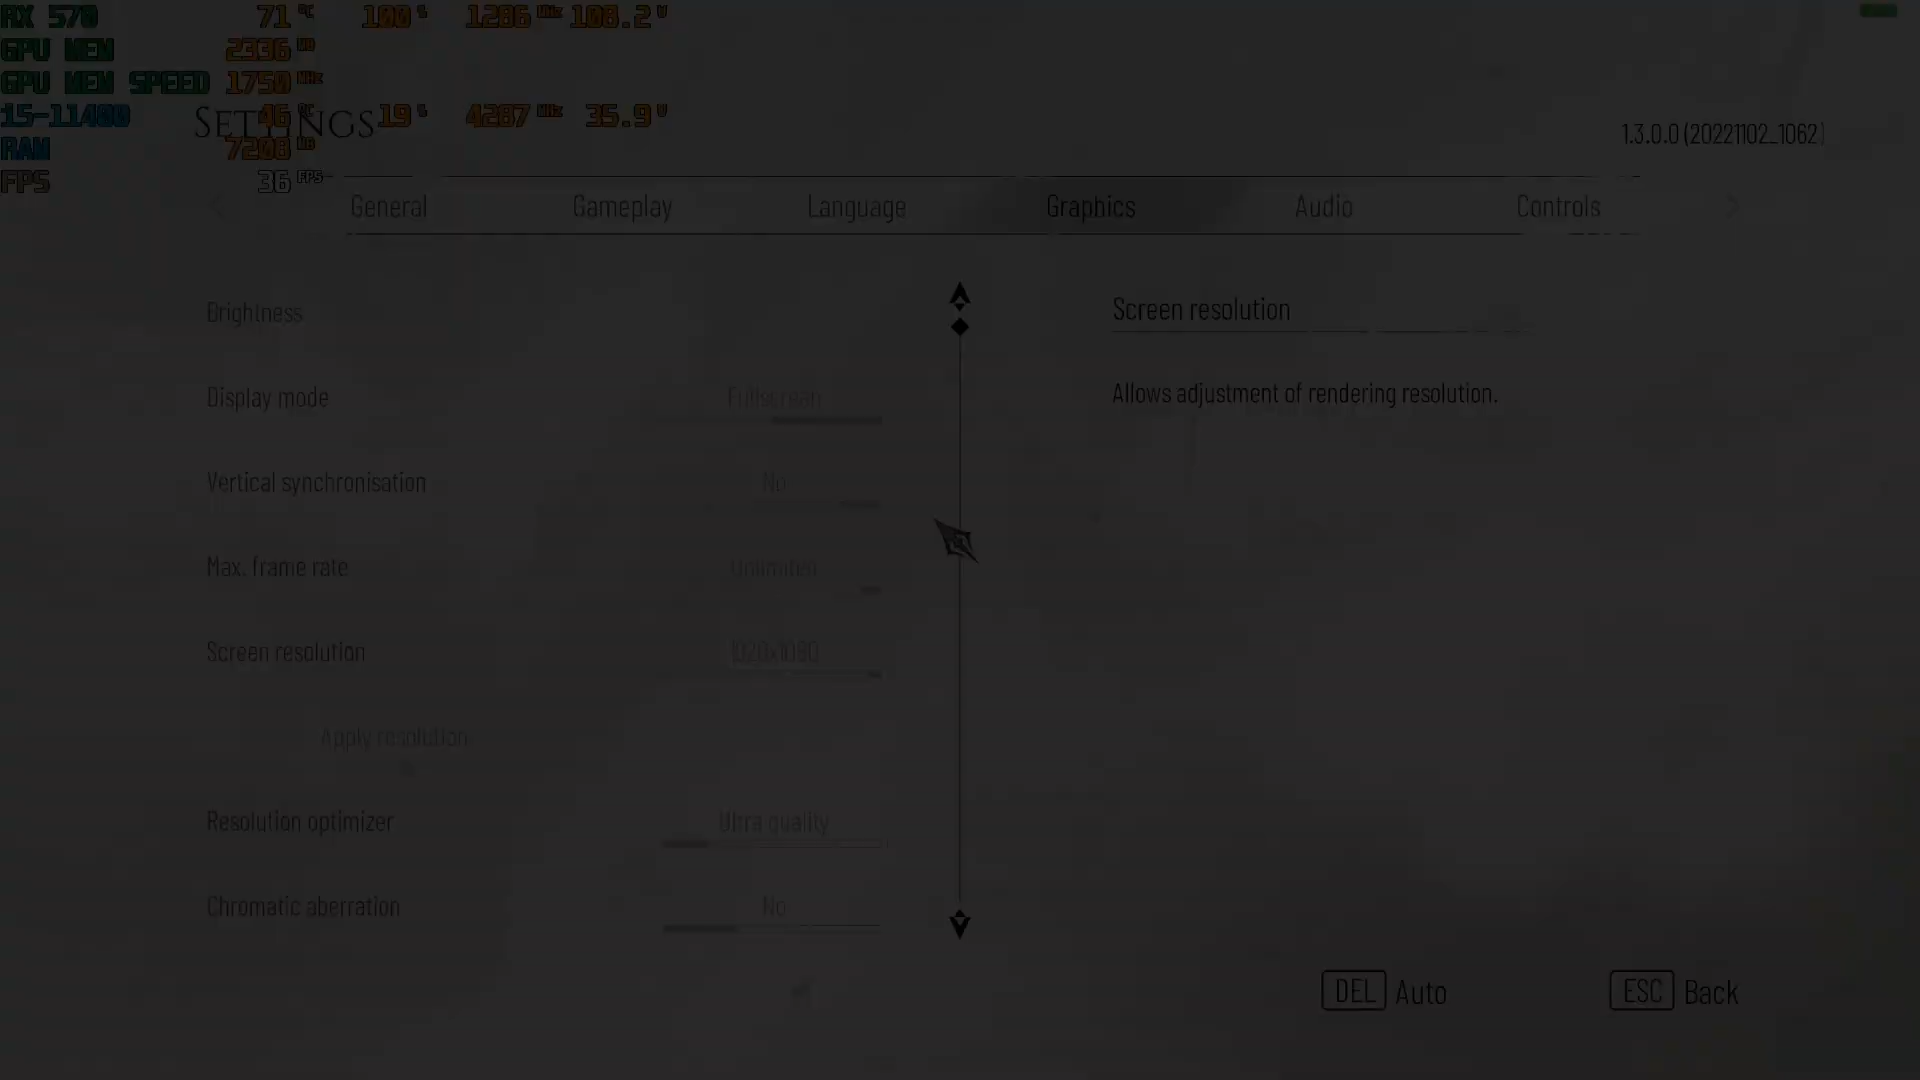 RX 570 71 °C 100 % 1286 MHz 108.2 W
GPU MEM 2336 MB
GPU MEM SPEED 1750 MHz
i5-11400 46 °C 19 % 4287 MHz 35.9 W
RAM 7208 MB
FPS 36 FPS
SETTINGS
1.3.0.0 (20221102_1062)
General Gameplay Language Graphics Audio Controls
Brightness
Display mode Fullscreen
Vertical synchronisation No
Max. frame rate Unlimited
Screen resolution 1920x1080
Apply resolution
Resolution optimizer Ultra quality
Chromatic aberration No
Screen resolution
Allows adjustment of rendering resolution.
DEL Auto
ESC Back